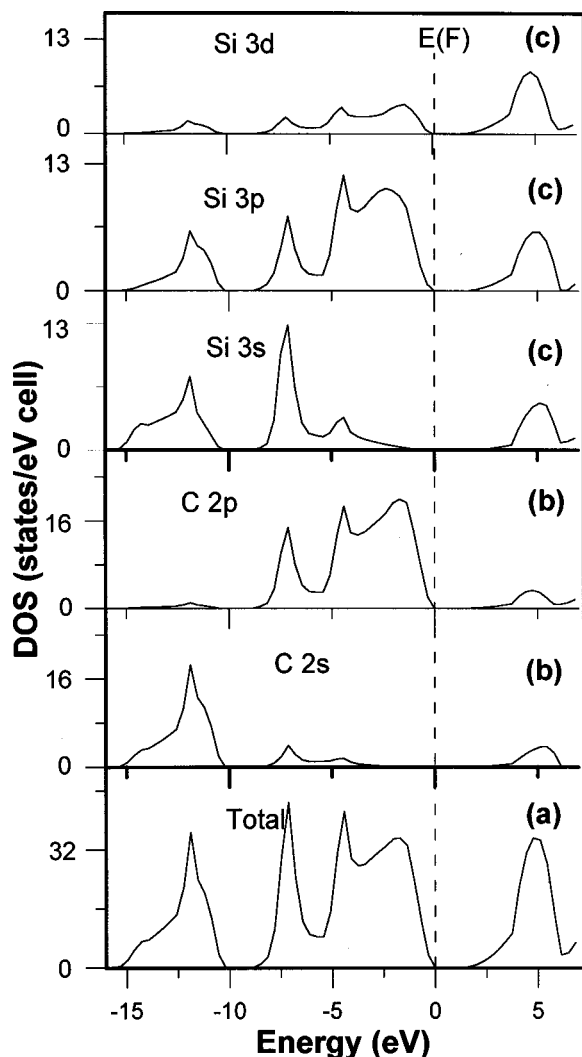 13
Si 3d
E(F)
(c)
0
13
Si 3p
(c)
0
13
Si 3s
(c)
0
C 2p
(b)
16
0
C 2s
(b)
16
0
Total
(a)
32
0
-15 -10 -5 0 5
Energy (eV)
DOS (states/eV cell)